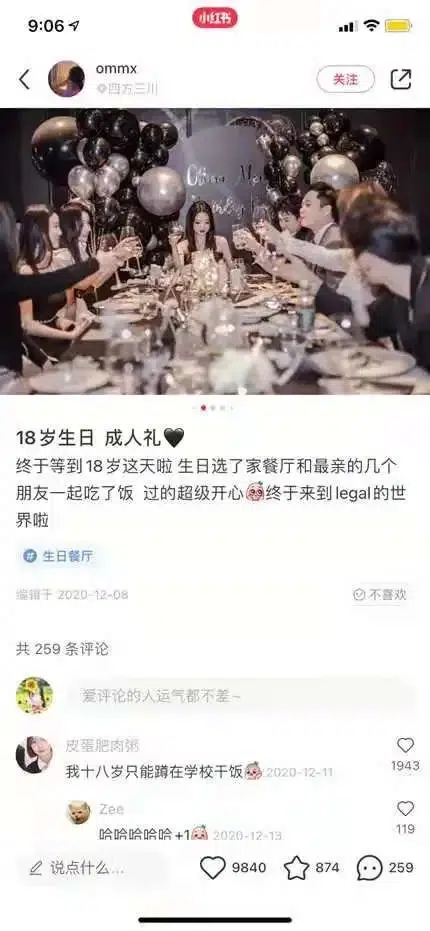 9:06
小红书
ommx
四方三川
关注
18岁生日 成人礼🖤
终于等到18岁这天啦 生日选了家餐厅和最亲的几个
朋友一起吃了饭 过的超级开心终于来到legal的世
界啦
# 生日餐厅
编辑于 2020-12-08
不喜欢
共 259 条评论
爱评论的人运气都不差~
皮蛋肥肉粥
我十八岁只能蹲在学校干饭 2020-12-11
1943
Zee
哈哈哈哈哈+1 2020-12-13
119
说点什么...
9840
874
259